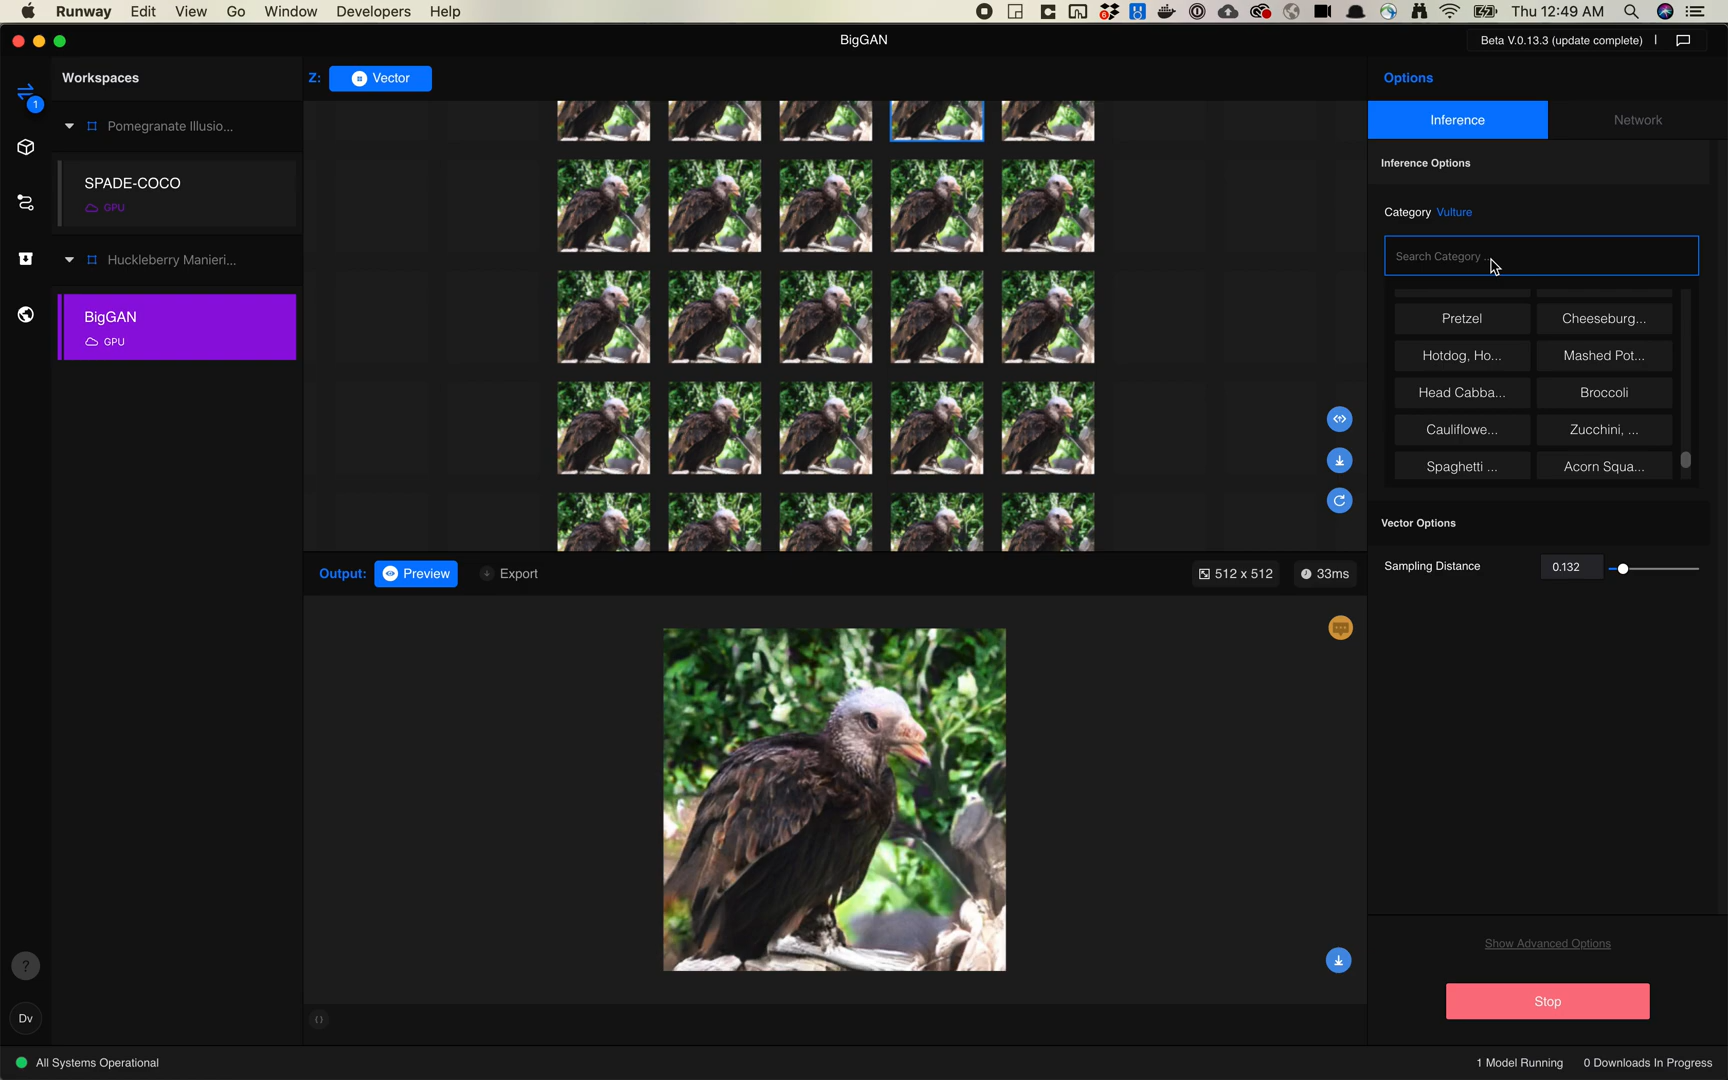 Runway Edit View Go Window Developers Help
Thu 12:49 AM
BigGAN
Beta V.0.13.3 (update complete)
Workspaces
Z: Vector
Options
1
Pomegranate Illusio...
Inference Network
SPADE-COCO
GPU
Inference Options
Category Vulture
Search Category ..
Huckleberry Manieri...
BigGAN
GPU
Pretzel Cheeseburg...
Hotdog, Ho... Mashed Pot...
Head Cabba... Broccoli
Cauliflowe... Zucchini, ...
Spaghetti ... Acorn Squa...
Vector Options
Sampling Distance 0.132
Output: Preview Export 512 x 512 33ms
Show Advanced Options
Stop
?
Dv
All Systems Operational
1 Model Running 0 Downloads In Progress